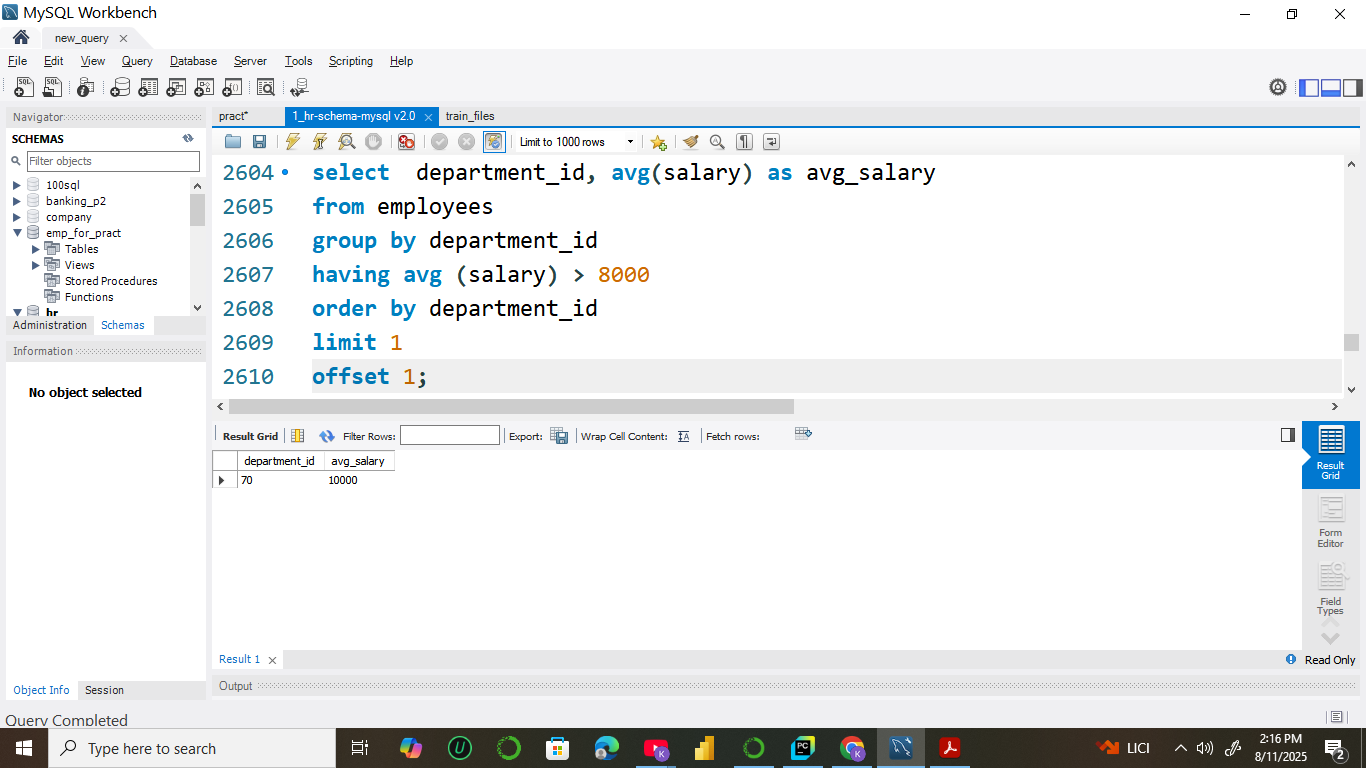 MySQL Workbench
new_query
File Edit View Query Database Server Tools Scripting Help
Navigator
SCHEMAS
Filter objects
100sql
banking_p2
company
emp_for_pract
Tables
Views
Stored Procedures
Functions
hr
Administration Schemas
Information
No object selected
Object Info Session
pract* 1_hr-schema-mysql v2.0 train_files
Limit to 1000 rows
2604 select  department_id, avg(salary) as avg_salary
2605 from employees
2606 group by department_id
2607 having avg (salary) > 8000
2608 order by department_id
2609 limit 1
2610 offset 1;
Result Grid Filter Rows: Export: Wrap Cell Content: Fetch rows:
department_id avg_salary
70 10000
Result Grid
Form Editor
Field Types
Result 1
Read Only
Output
Query Completed
Type here to search
LICI
2:16 PM
8/11/2025
2